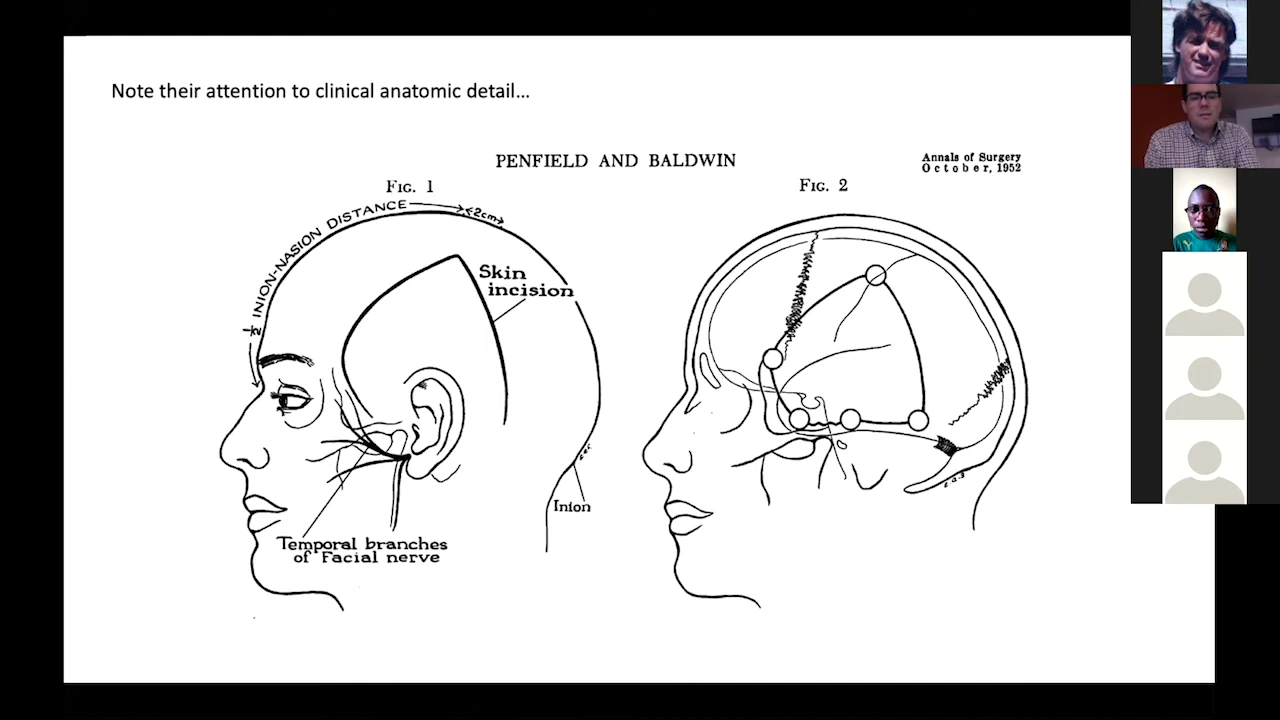 Note their attention to clinical anatomic detail...
PENFIELD AND BALDWIN
Annals of Surgery
October, 1952
FIG. 1
½ INION-NASION DISTANCE
2cm
Skin
incision
Inion
Temporal branches
of Facial nerve
FIG. 2